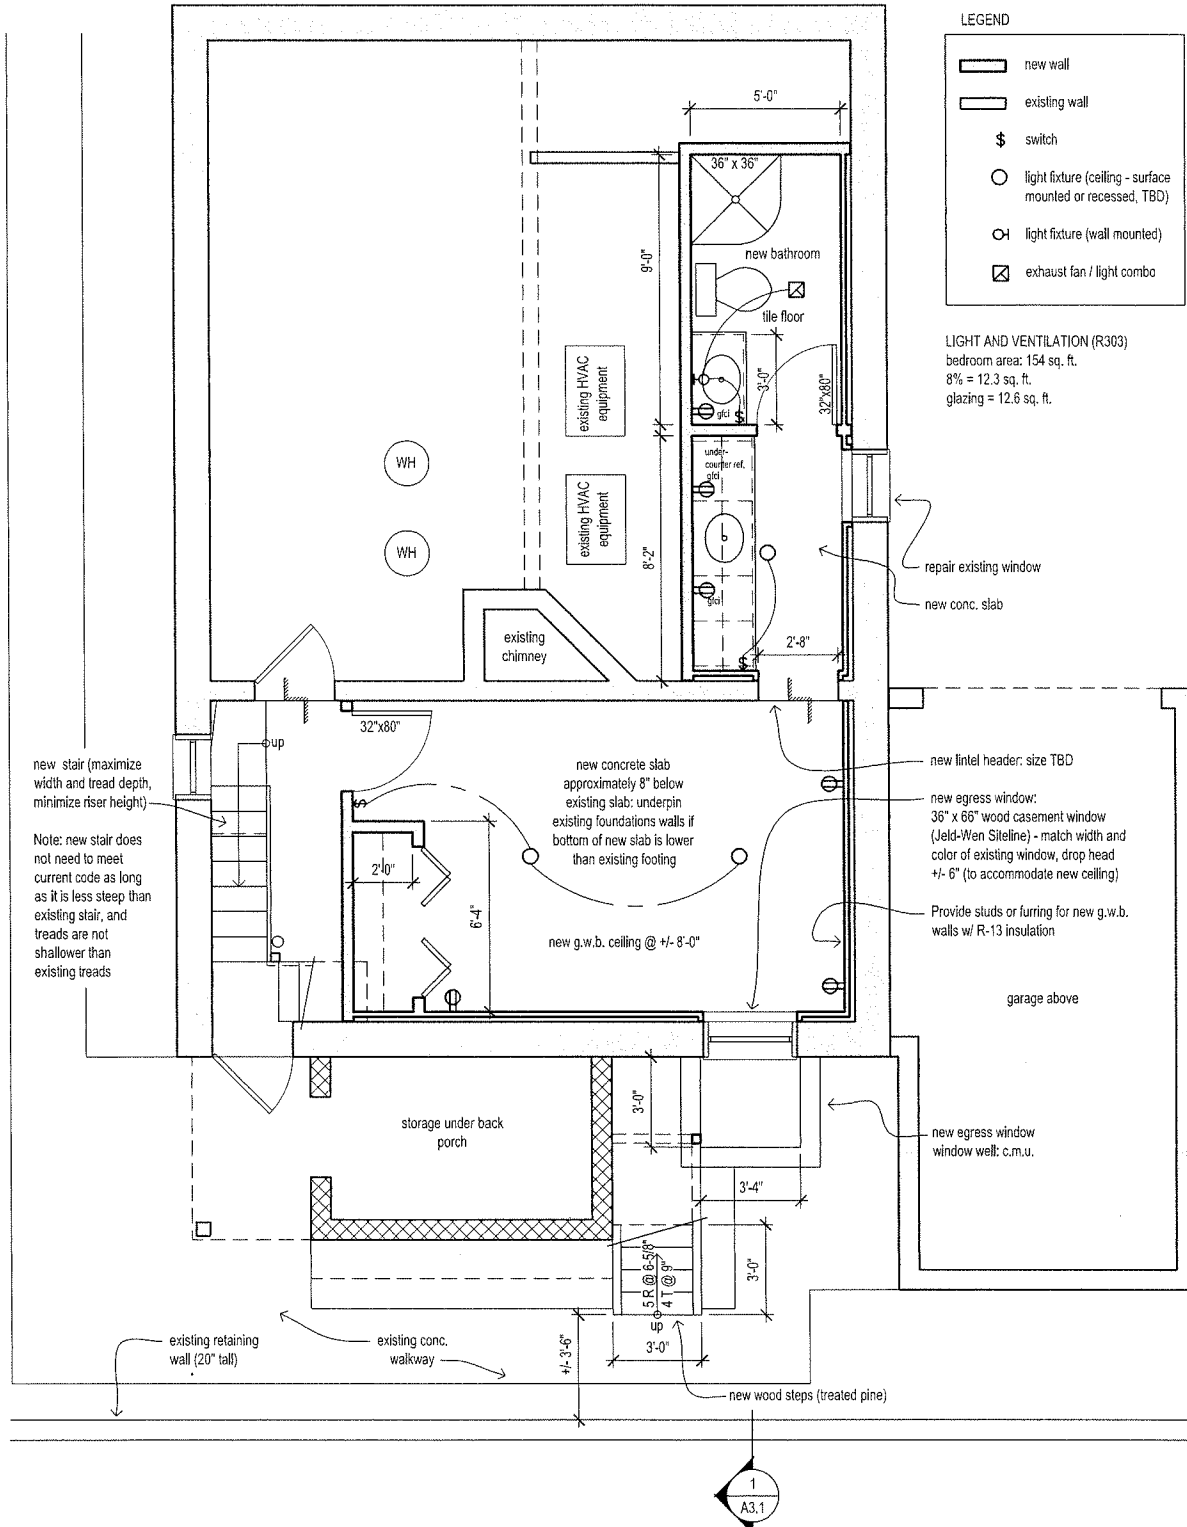 LEGEND
new wall
existing wall
$ switch
light fixture (ceiling - surface
mounted or recessed, TBD)
light fixture (wall mounted)
exhaust fan / light combo
LIGHT AND VENTILATION (R303)
bedroom area: 154 sq. ft.
8% = 12.3 sq. ft.
glazing = 12.6 sq. ft.
5'-0"
36" x 36"
9'-0"
new bathroom
tile floor
3'-0"
32"x80"
gfci
$
existing HVAC
equipment
existing HVAC
equipment
WH
WH
under-
counter ref,
gfci
8'-2"
gfci
$
2'-8"
repair existing window
new conc. slab
existing
chimney
up
32"x80"
$
new stair (maximize
width and tread depth,
minimize riser height)
Note: new stair does
not need to meet
current code as long
as it is less steep than
existing stair, and
treads are not
shallower than
existing treads
new concrete slab
approximately 8" below
existing slab: underpin
existing foundations walls if
bottom of new slab is lower
than existing footing
2'-0"
6'-4"
new g.w.b. ceiling @ +/- 8'-0"
new lintel header: size TBD
new egress window:
36" x 66" wood casement window
(Jeld-Wen Siteline) - match width and
color of existing window, drop head
+/- 6" (to accommodate new ceiling)
Provide studs or furring for new g.w.b.
walls w/ R-13 insulation
garage above
storage under back
porch
3'-0"
new egress window
window well: c.m.u.
3'-4"
5 R @ 6-5/8"
4 T @ 9"
up
3'-0"
3'-0"
+/- 3'-6"
existing retaining
wall (20" tall)
existing conc.
walkway
new wood steps (treated pine)
1
A3.1